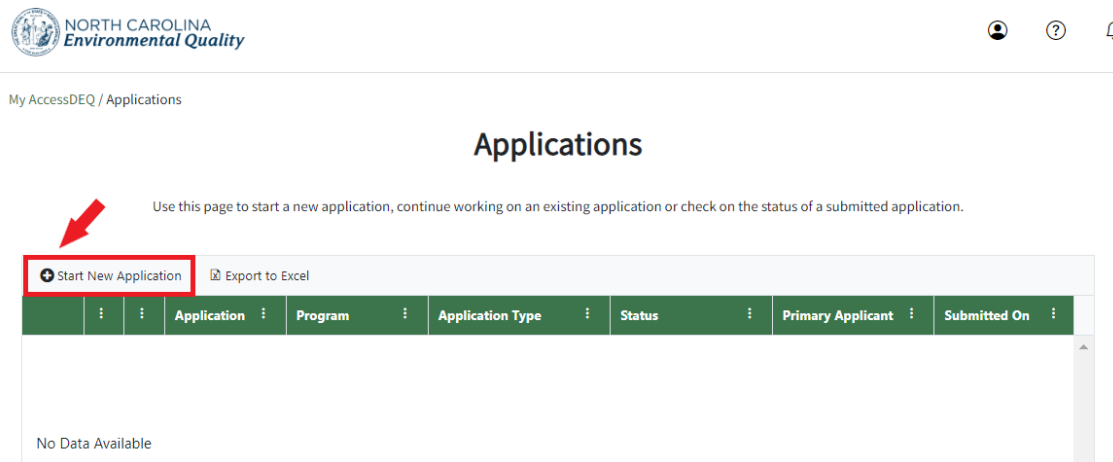 NORTH CAROLINA
Environmental Quality
My AccessDEQ / Applications
Applications
Use this page to start a new application, continue working on an existing application or check on the status of a submitted application.
Start New Application Export to Excel
Application Program Application Type Status Primary Applicant Submitted On
No Data Available